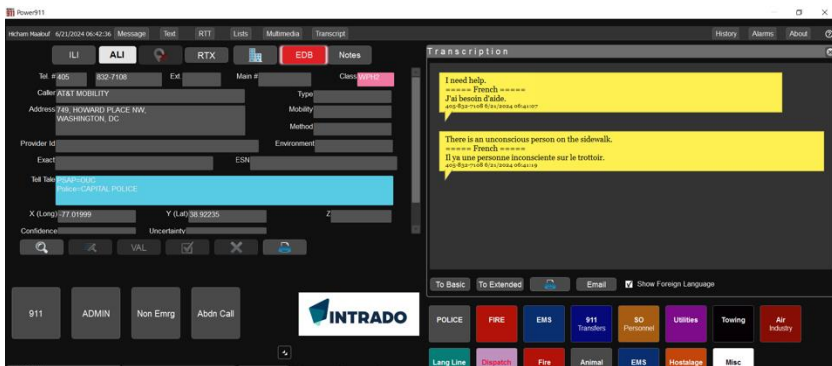 Power911
Hicham Maalouf 6/21/2024 06:42:36 Message Text RTT Lists Multimedia Transcript History Alarms About
ILI ALI RTX EDB Notes
Tel. # 405 832-7108 Ext. Main # Class WPH2
Caller AT&T MOBILITY Type
Address 749, HOWARD PLACE NW, Mobility
WASHINGTON, DC
Method
Provider Id Environment
Exact ESN
Tell Tale PSAP=OUC
Police=CAPITAL POLICE
X (Long) -77.01999 Y (Lat) 38.92235 Z
Confidence Uncertainty
VAL
911 ADMIN Non Emrg Abdn Call
INTRADO
Transcription
I need help.
===== French =====
J'ai besoin d'aide.
405-832-7108 6/21/2024 06:41:07
There is an unconscious person on the sidewalk.
===== French =====
Il ya une personne inconsciente sur le trottoir.
405-832-7108 6/21/2024 06:41:19
To Basic To Extended Email Show Foreign Language
POLICE FIRE EMS 911 Transfers SO Personnel Utilities Towing Air Industry
Lang Line Dispatch Fire Animal EMS Hostalage Misc